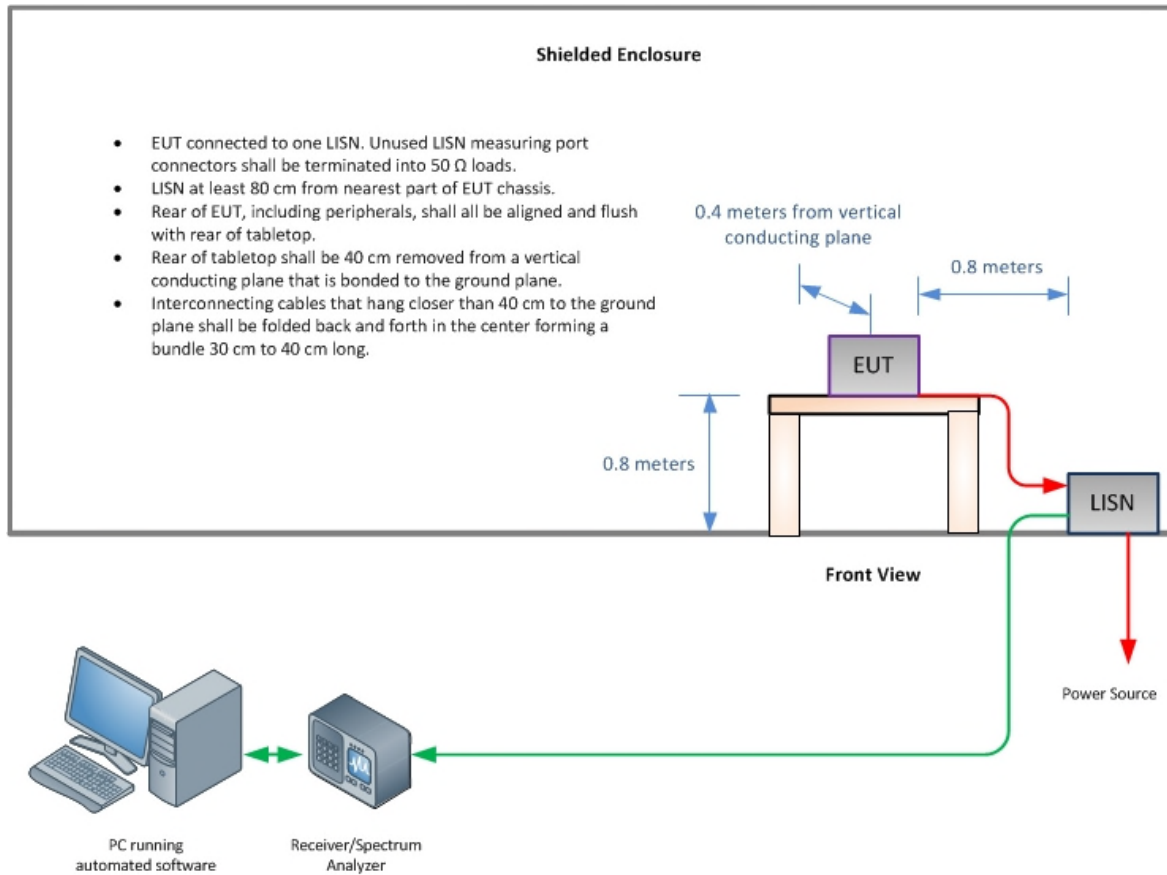 Shielded Enclosure
• EUT connected to one LISN. Unused LISN measuring port
connectors shall be terminated into 50 Ω loads.
• LISN at least 80 cm from nearest part of EUT chassis.
• Rear of EUT, including peripherals, shall all be aligned and flush
with rear of tabletop.
• Rear of tabletop shall be 40 cm removed from a vertical
conducting plane that is bonded to the ground plane.
• Interconnecting cables that hang closer than 40 cm to the ground
plane shall be folded back and forth in the center forming a
bundle 30 cm to 40 cm long.
0.4 meters from vertical
conducting plane
0.8 meters
EUT
0.8 meters
LISN
Front View
Power Source
PC running
automated software
Receiver/Spectrum
Analyzer